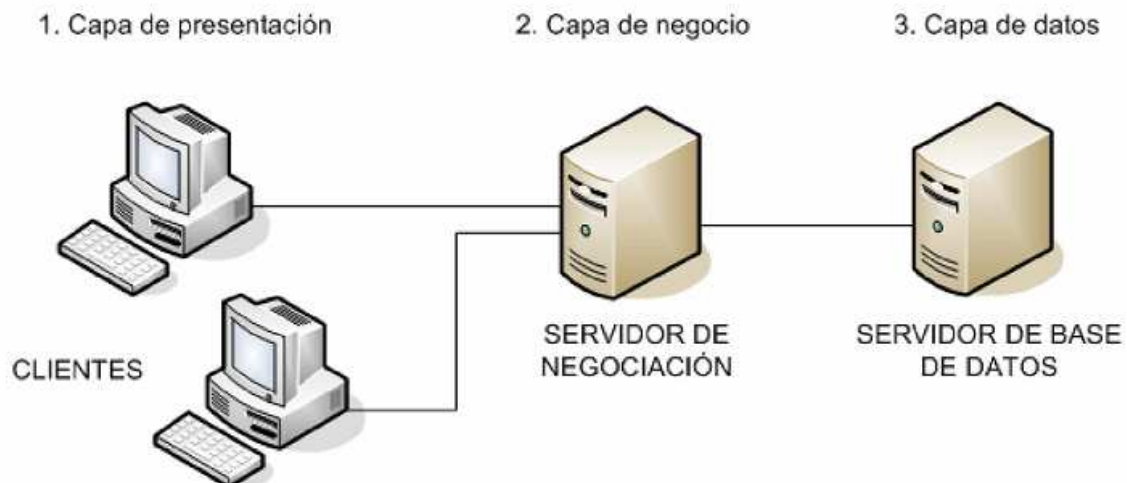 1. Capa de presentación
2. Capa de negocio
3. Capa de datos
CLIENTES
SERVIDOR DE
NEGOCIACIÓN
SERVIDOR DE BASE
DE DATOS